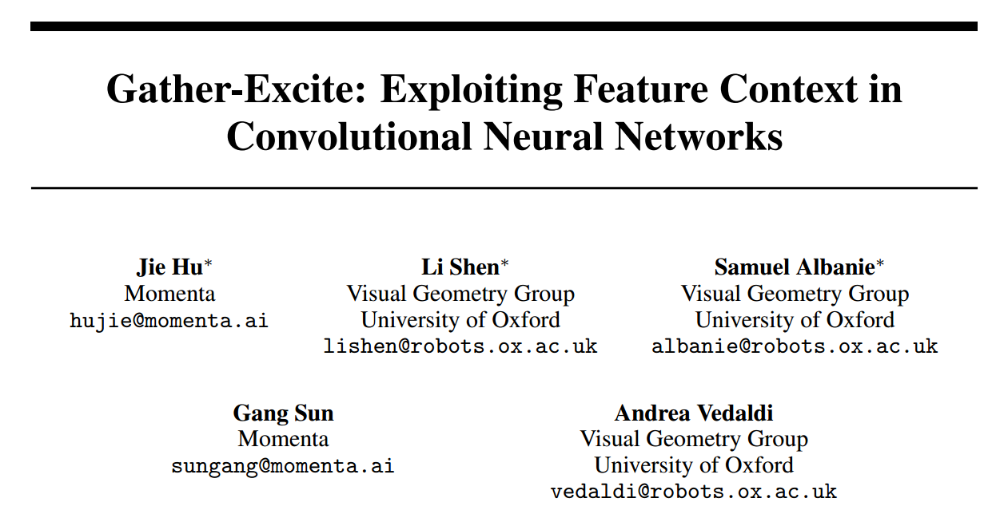 Gather-Excite: Exploiting Feature Context in
Convolutional Neural Networks
Jie Hu*
Momenta
hujie@momenta.ai
Li Shen*
Visual Geometry Group
University of Oxford
lishen@robots.ox.ac.uk
Samuel Albanie*
Visual Geometry Group
University of Oxford
albanie@robots.ox.ac.uk
Gang Sun
Momenta
sungang@momenta.ai
Andrea Vedaldi
Visual Geometry Group
University of Oxford
vedaldi@robots.ox.ac.uk